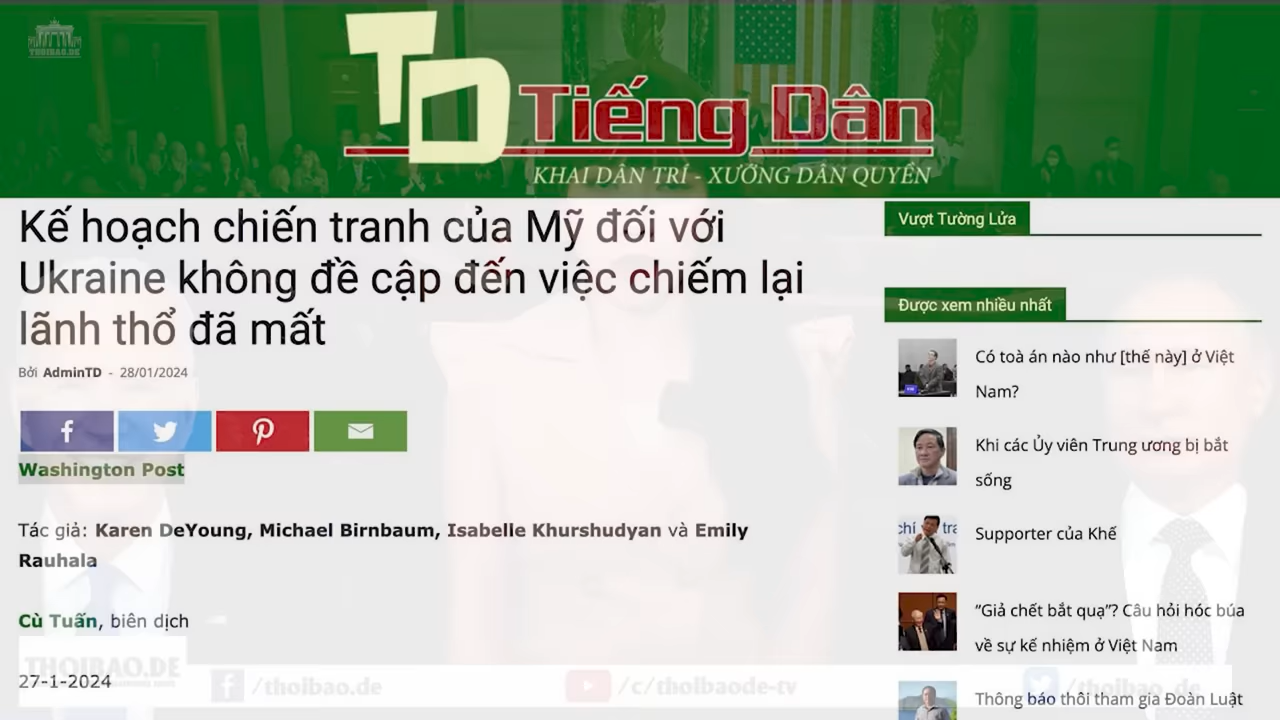 THOIBAO.DE
TD Tiếng Dân
KHAI DÂN TRÍ - XƯỚNG DÂN QUYỀN
Kế hoạch chiến tranh của Mỹ đối với
Ukraine không đề cập đến việc chiếm lại
lãnh thổ đã mất
Bởi AdminTD - 28/01/2024
Washington Post
Tác giả: Karen DeYoung, Michael Birnbaum, Isabelle Khurshudyan và Emily
Rauhala
Cù Tuấn, biên dịch
27-1-2024
Vượt Tường Lửa
Được xem nhiều nhất
Có toà án nào như [thế này] ở Việt
Nam?
Khi các Ủy viên Trung ương bị bắt
sống
Supporter của Khế
“Giả chết bắt quạ”? Câu hỏi hóc búa
về sự kế nhiệm ở Việt Nam
Thông báo thôi tham gia Đoàn Luật
THOIBAO.DE
/thoibao.de
/c/thoibaode-tv